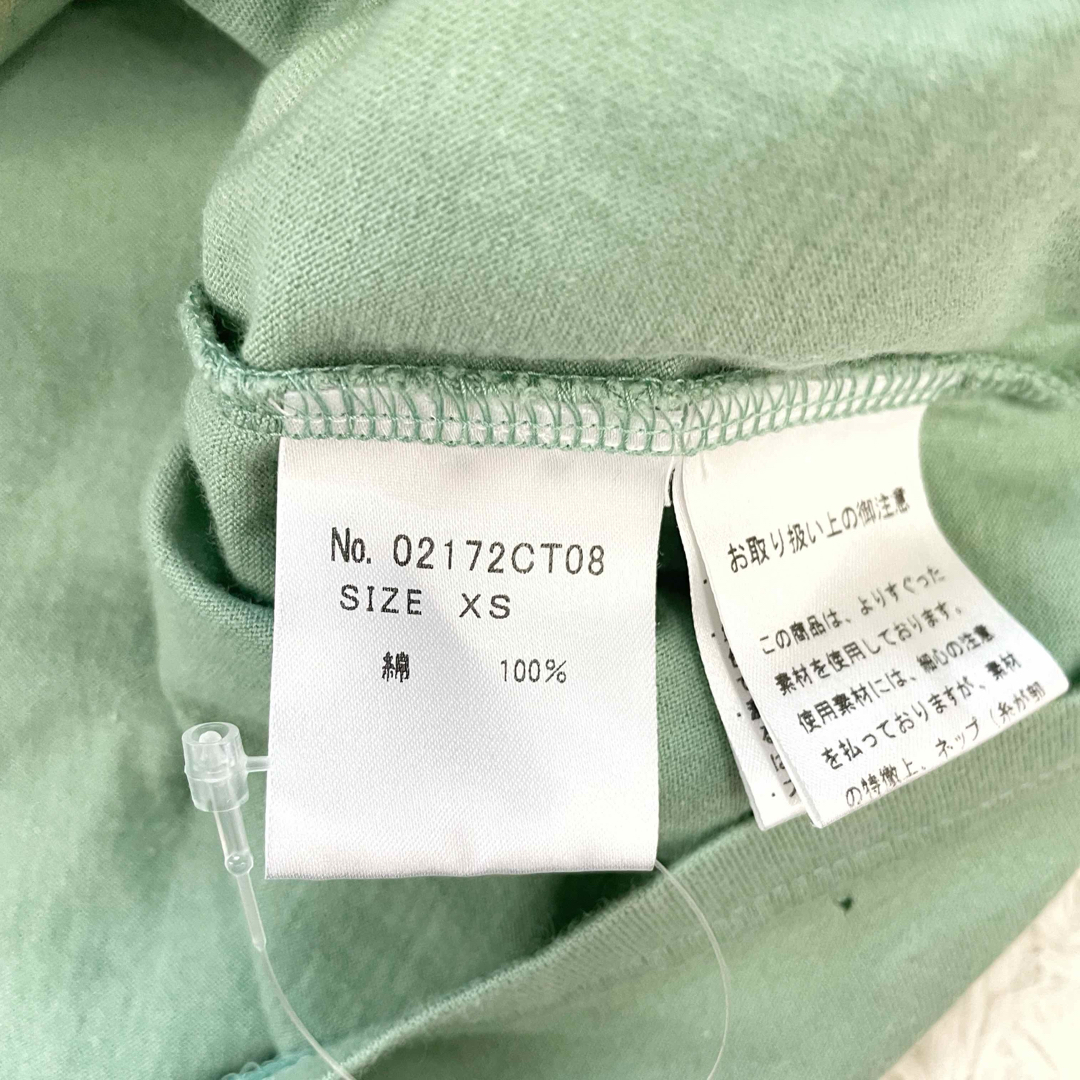 No. 02172CT08
SIZE XS
綿 100%
お取り扱い上の御注意
この商品は、よりすぐった
素材を使用しております。
使用素材には、細心の注意
を払っておりますが、素材
の特徴上、ネップ（糸が